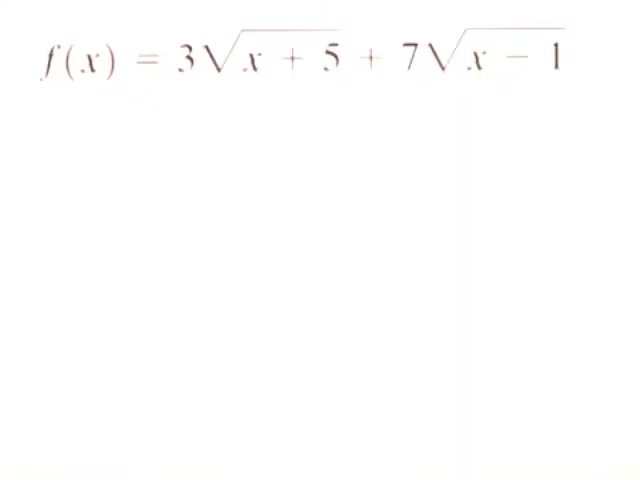 f(x) = 3√(x + 5) + 7√(x − 1)